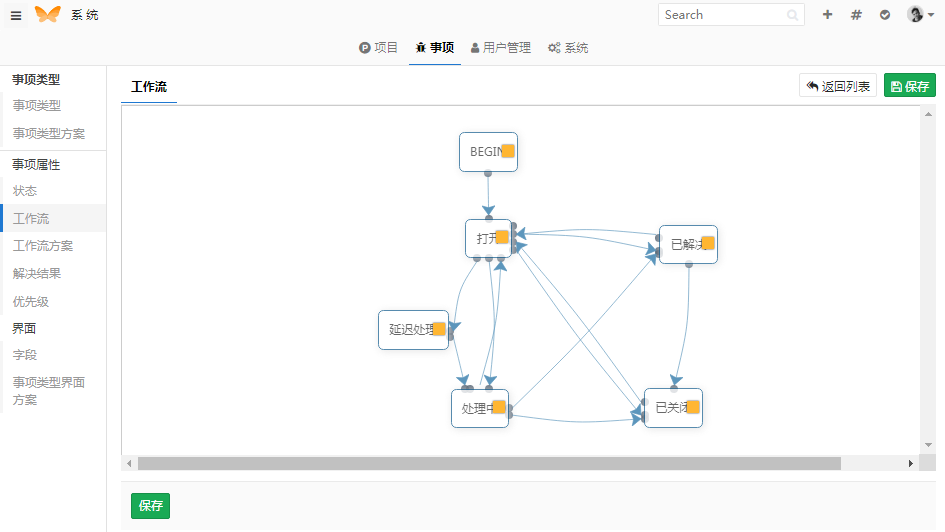 系 统
Search
项目
事项
用户管理
系统
事项类型
事项类型
事项类型方案
事项属性
状态
工作流
工作流方案
解决结果
优先级
界面
字段
事项类型界面
方案
工作流
返回列表
保存
BEGIN
打开
已解决
延迟处理
处理中
已关闭
保存